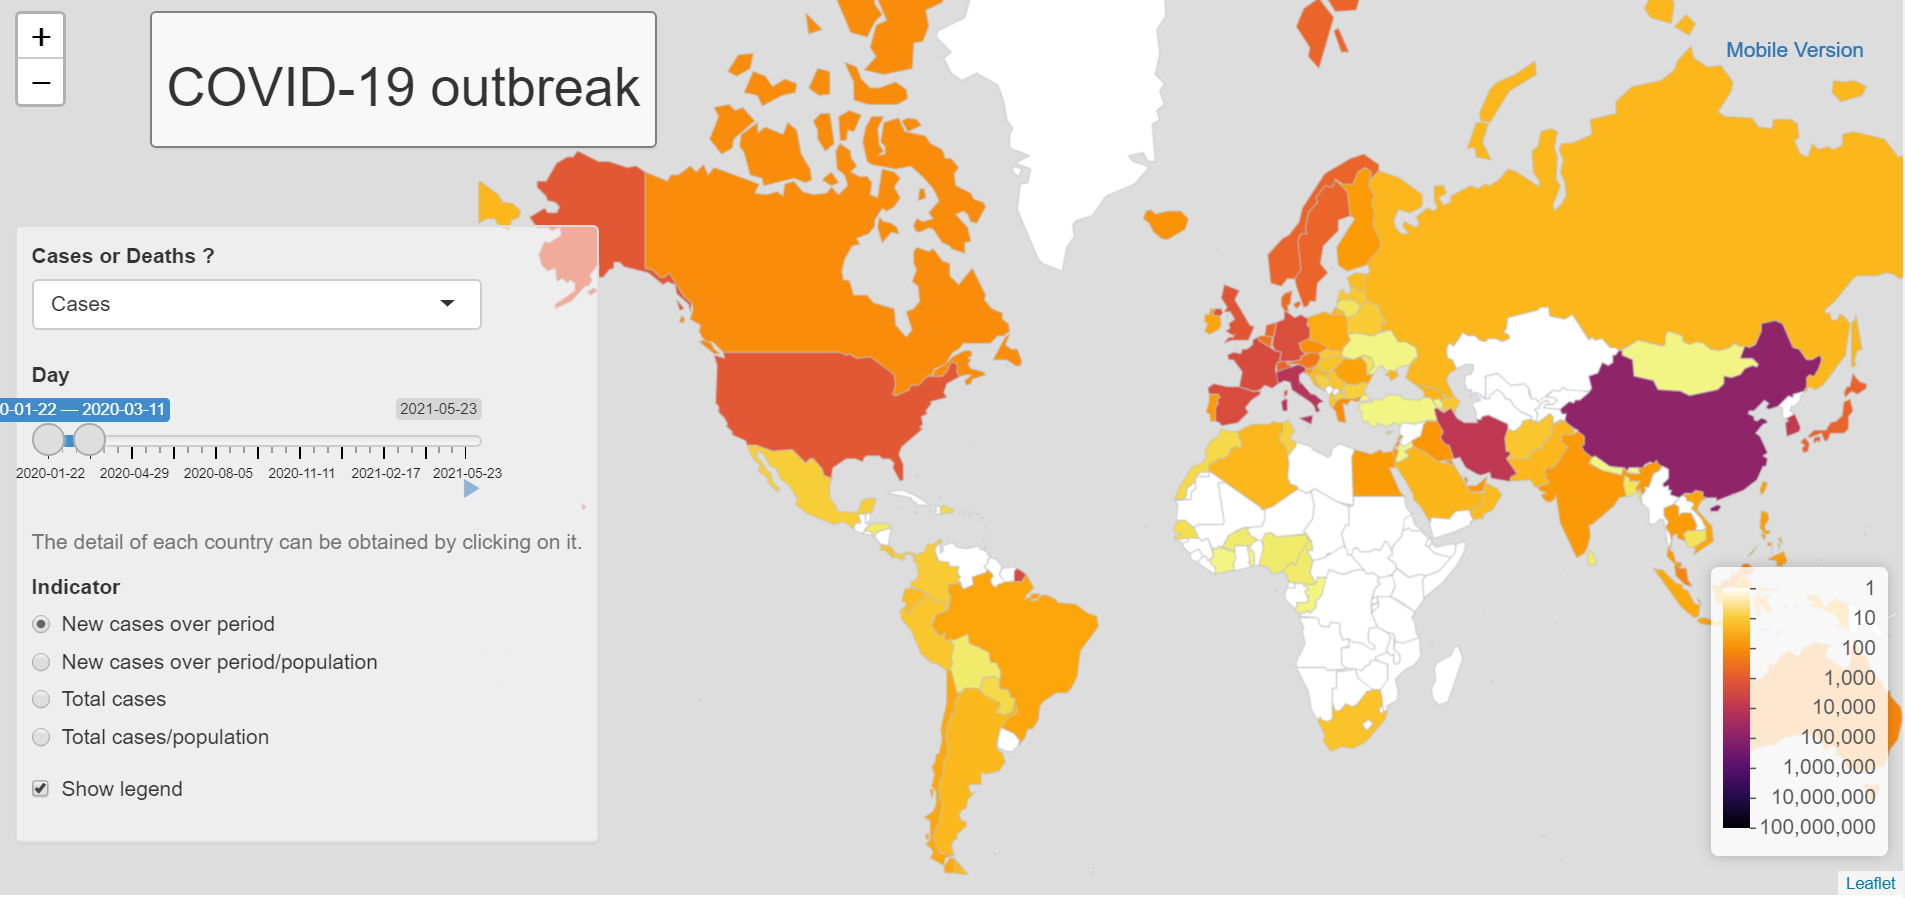 +
−
COVID-19 outbreak
Mobile Version
Cases or Deaths ?
Cases
Day
0-01-22 — 2020-03-11
2021-05-23
2020-01-22 2020-04-29 2020-08-05 2020-11-11 2021-02-17 2021-05-23
The detail of each country can be obtained by clicking on it.
Indicator
New cases over period
New cases over period/population
Total cases
Total cases/population
Show legend
1
10
100
1,000
10,000
100,000
1,000,000
10,000,000
100,000,000
Leaflet